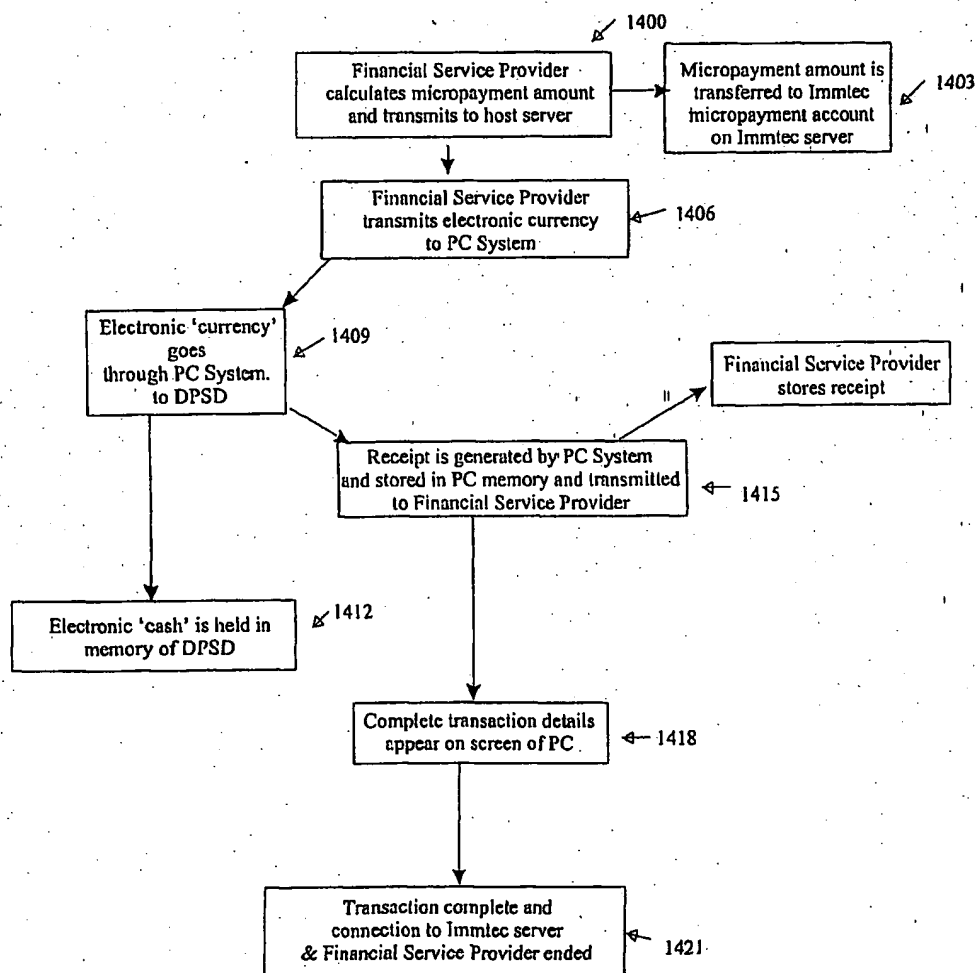 1400
Financial Service Provider
calculates micropayment amount
and transmits to host server
Micropayment amount is
transferred to Immtec
micropayment account
on Immtec server
1403
Financial Service Provider
transmits electronic currency
to PC System
1406
Electronic 'currency'
goes
through PC System.
to DPSD
1409
Financial Service Provider
stores receipt
Receipt is generated by PC System
and stored in PC memory and transmitted
to Financial Service Provider
1415
Electronic 'cash' is held in
memory of DPSD
1412
Complete transaction details
appear on screen of PC
1418
Transaction complete and
connection to Immtec server
& Financial Service Provider ended
1421